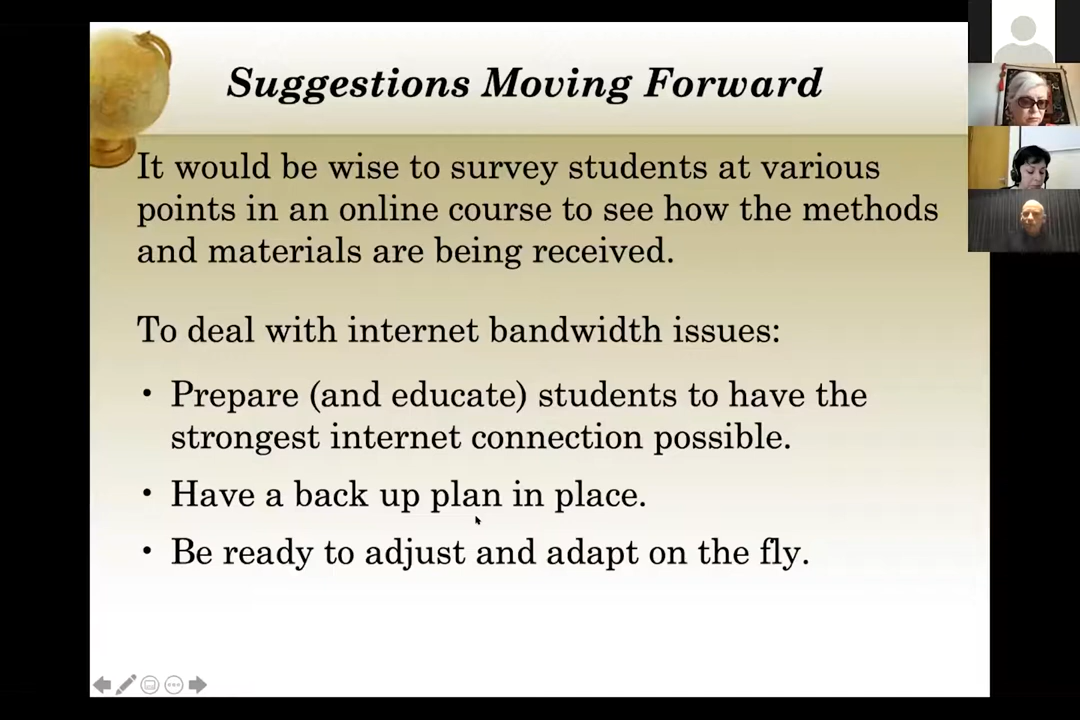 Suggestions Moving Forward
It would be wise to survey students at various
points in an online course to see how the methods
and materials are being received.
To deal with internet bandwidth issues:
• Prepare (and educate) students to have the
strongest internet connection possible.
• Have a back up plan in place.
• Be ready to adjust and adapt on the fly.